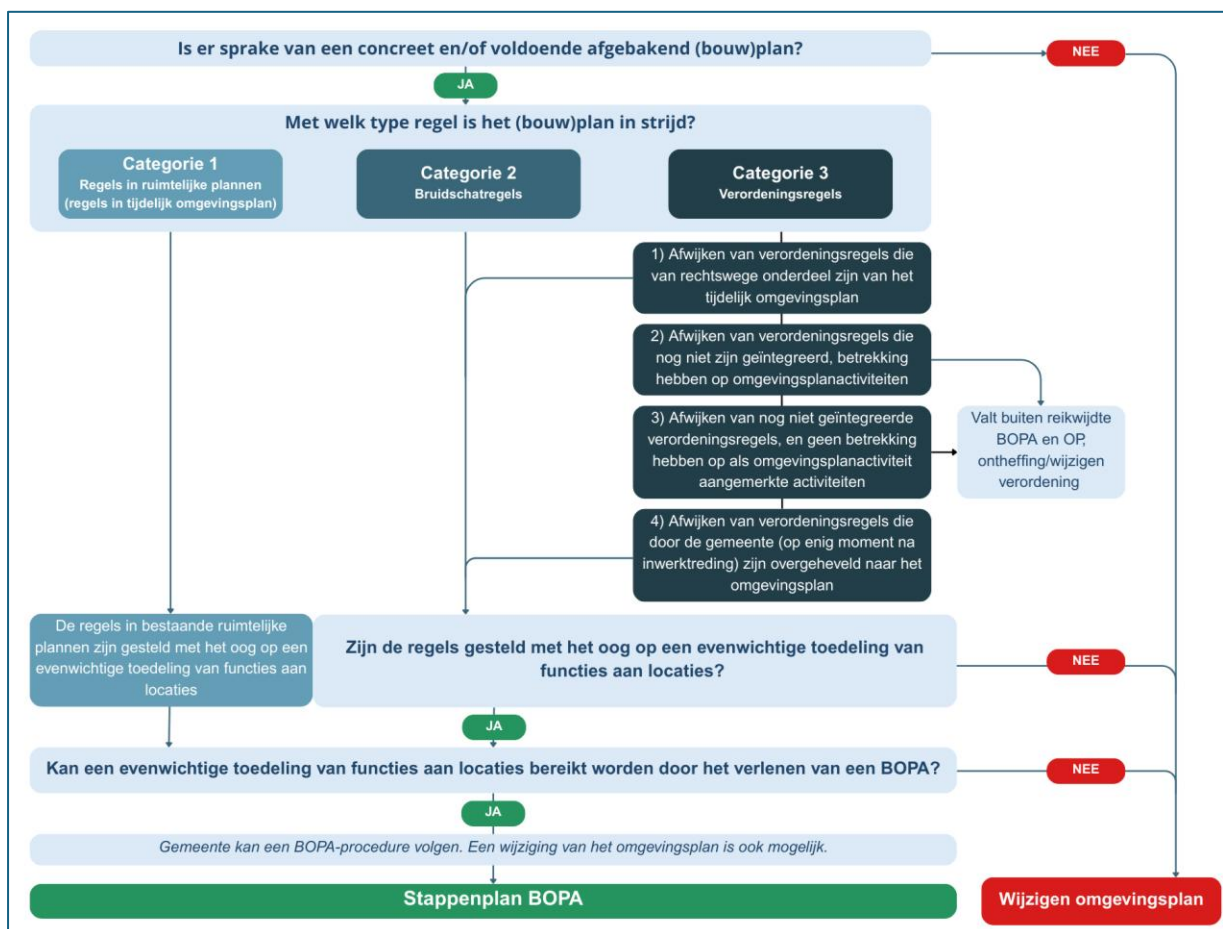 Is er sprake van een concreet en/of voldoende afgebakend (bouw)plan?
NEE
JA
Met welk type regel is het (bouw)plan in strijd?
Categorie 1
Regels in ruimtelijke plannen
(regels in tijdelijk omgevingsplan)
Categorie 2
Bruidschatregels
Categorie 3
Verordeningsregels
1) Afwijken van verordeningsregels die
van rechtswege onderdeel zijn van het
tijdelijk omgevingsplan
2) Afwijken van verordeningsregels die
nog niet zijn geïntegreerd, betrekking
hebben op omgevingsplanactiviteiten
3) Afwijken van nog niet geïntegreerde
verordeningsregels, en geen betrekking
hebben op als omgevingsplanactiviteit
aangemerkte activiteiten
Valt buiten reikwijdte
BOPA en OP,
ontheffing/wijzigen
verordening
4) Afwijken van verordeningsregels die
door de gemeente (op enig moment na
inwerktreding) zijn overgeheveld naar het
omgevingsplan
De regels in bestaande ruimtelijke
plannen zijn gesteld met het oog op een
evenwichtige toedeling van functies aan
locaties
Zijn de regels gesteld met het oog op een evenwichtige toedeling van
functies aan locaties?
NEE
JA
Kan een evenwichtige toedeling van functies aan locaties bereikt worden door het verlenen van een BOPA?
NEE
JA
Gemeente kan een BOPA-procedure volgen. Een wijziging van het omgevingsplan is ook mogelijk.
Stappenplan BOPA
Wijzigen omgevingsplan